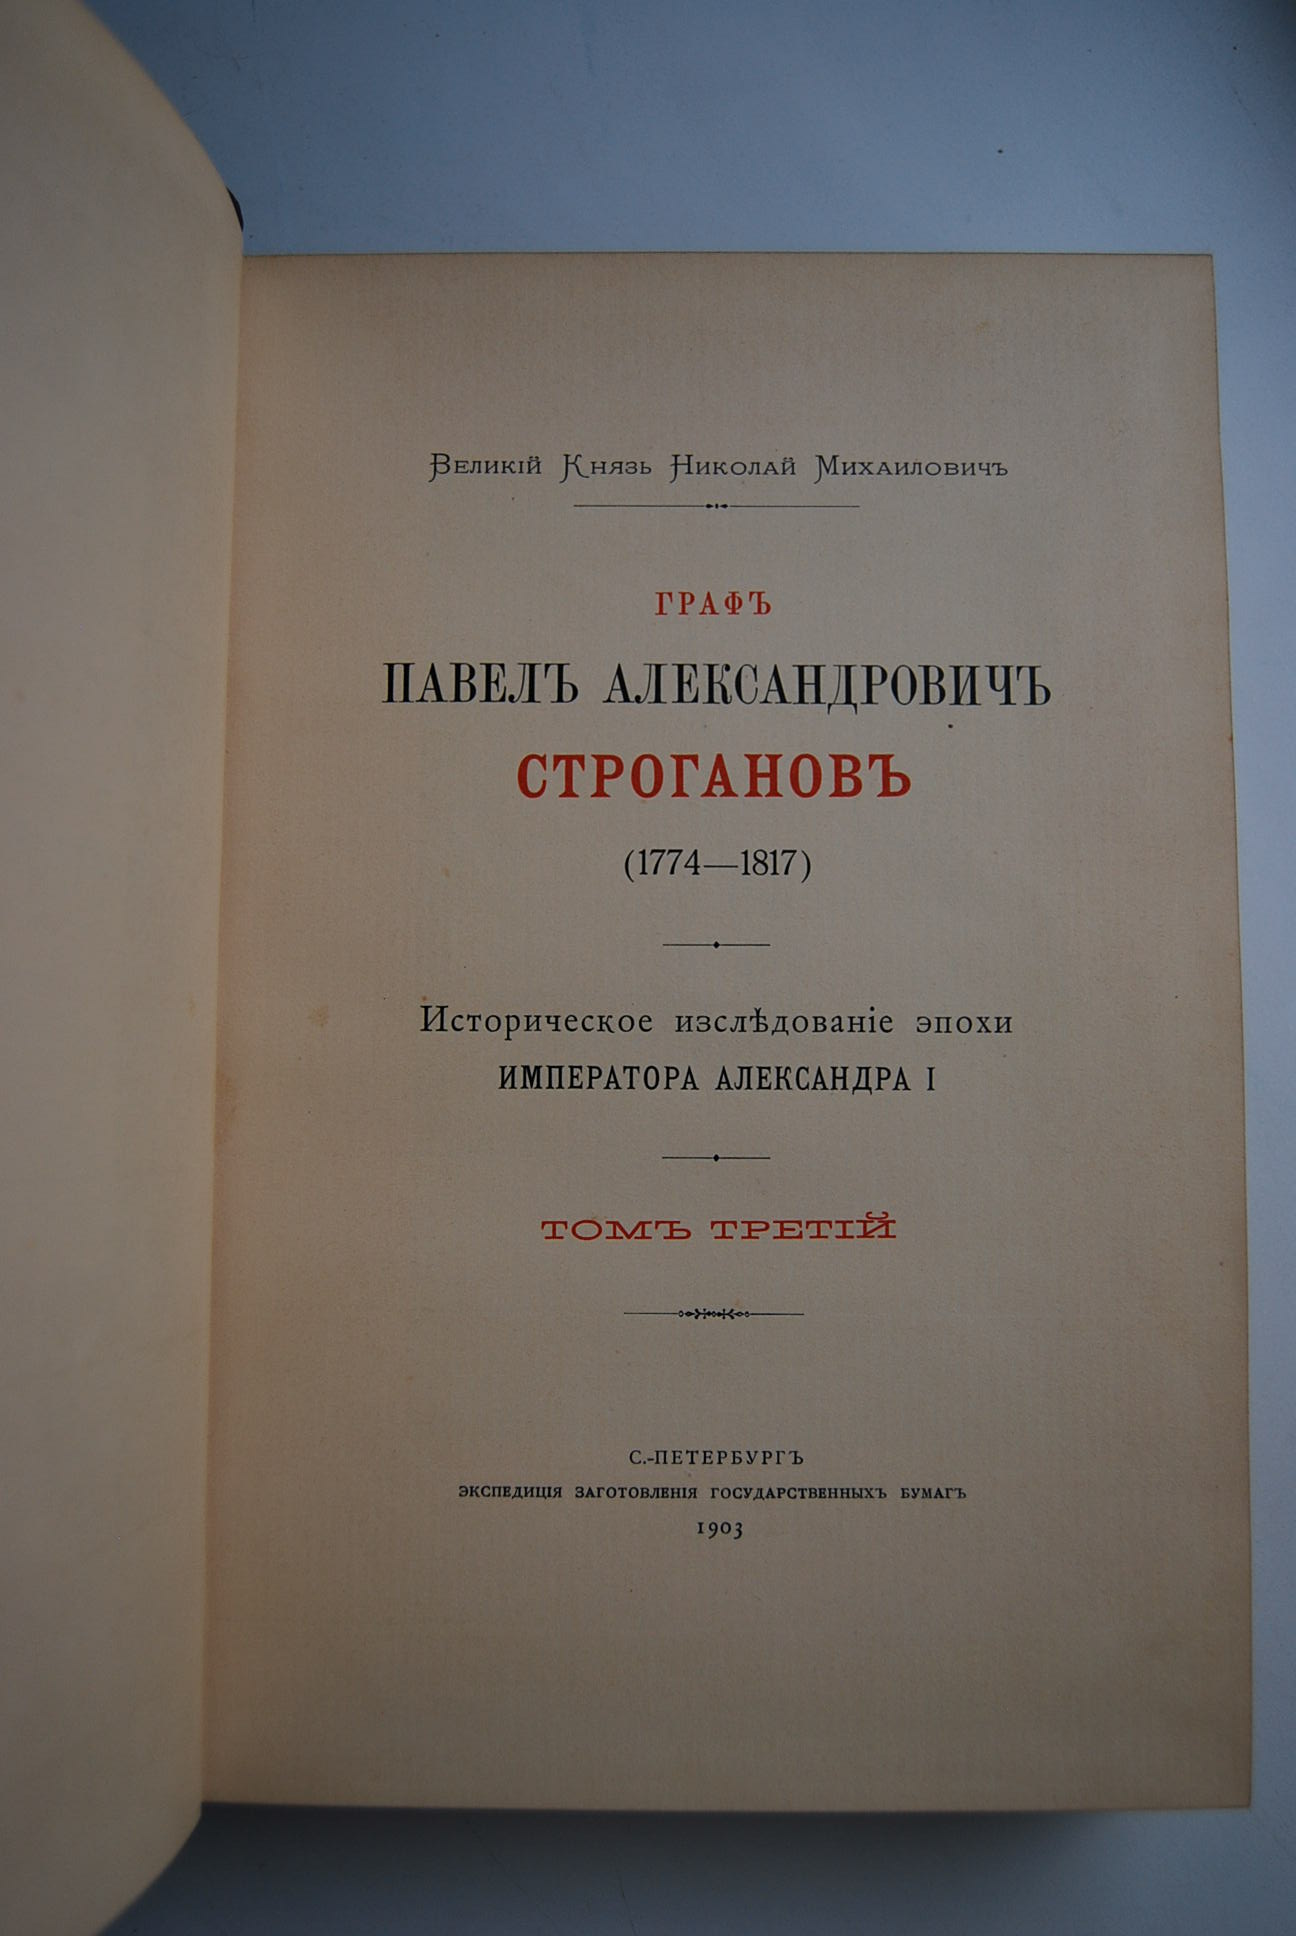 Великій Князь Николай Михаиловичъ
ГРАФЪ
ПАВЕЛЪ АЛЕКСАНДРОВИЧЪ
СТРОГАНОВЪ
(1774—1817)
Историческое изслѣдованіе эпохи
ИМПЕРАТОРА АЛЕКСАНДРА I
ТОМЪ ТРЕТІЙ
С.-ПЕТЕРБУРГЪ
ЭКСПЕДИЦІЯ ЗАГОТОВЛЕНІЯ ГОСУДАРСТВЕННЫХЪ БУМАГЪ
1903